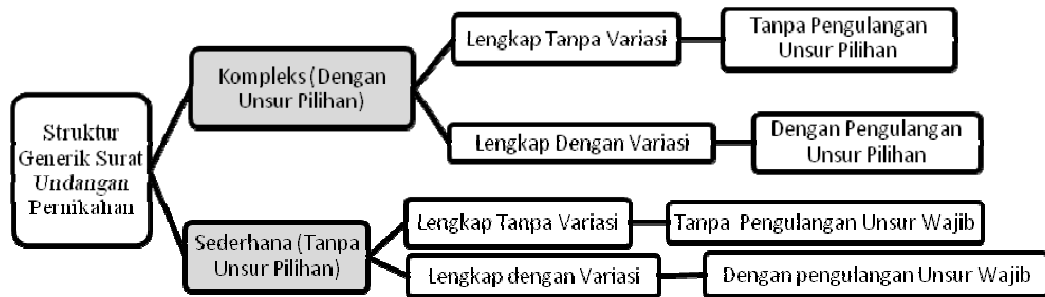 Struktur
Generik Surat
Undangan
Pernikahan
Kompleks (Dengan
Unsur Pilihan)
Lengkap Tanpa Variasi
Tanpa Pengulangan
Unsur Pilihan
Lengkap Dengan Variasi
Dengan Pengulangan
Unsur Pilihan
Sederhana (Tanpa
Unsur Pilihan)
Lengkap Tanpa Variasi
Tanpa Pengulangan Unsur Wajib
Lengkap dengan Variasi
Dengan pengulangan Unsur Wajib